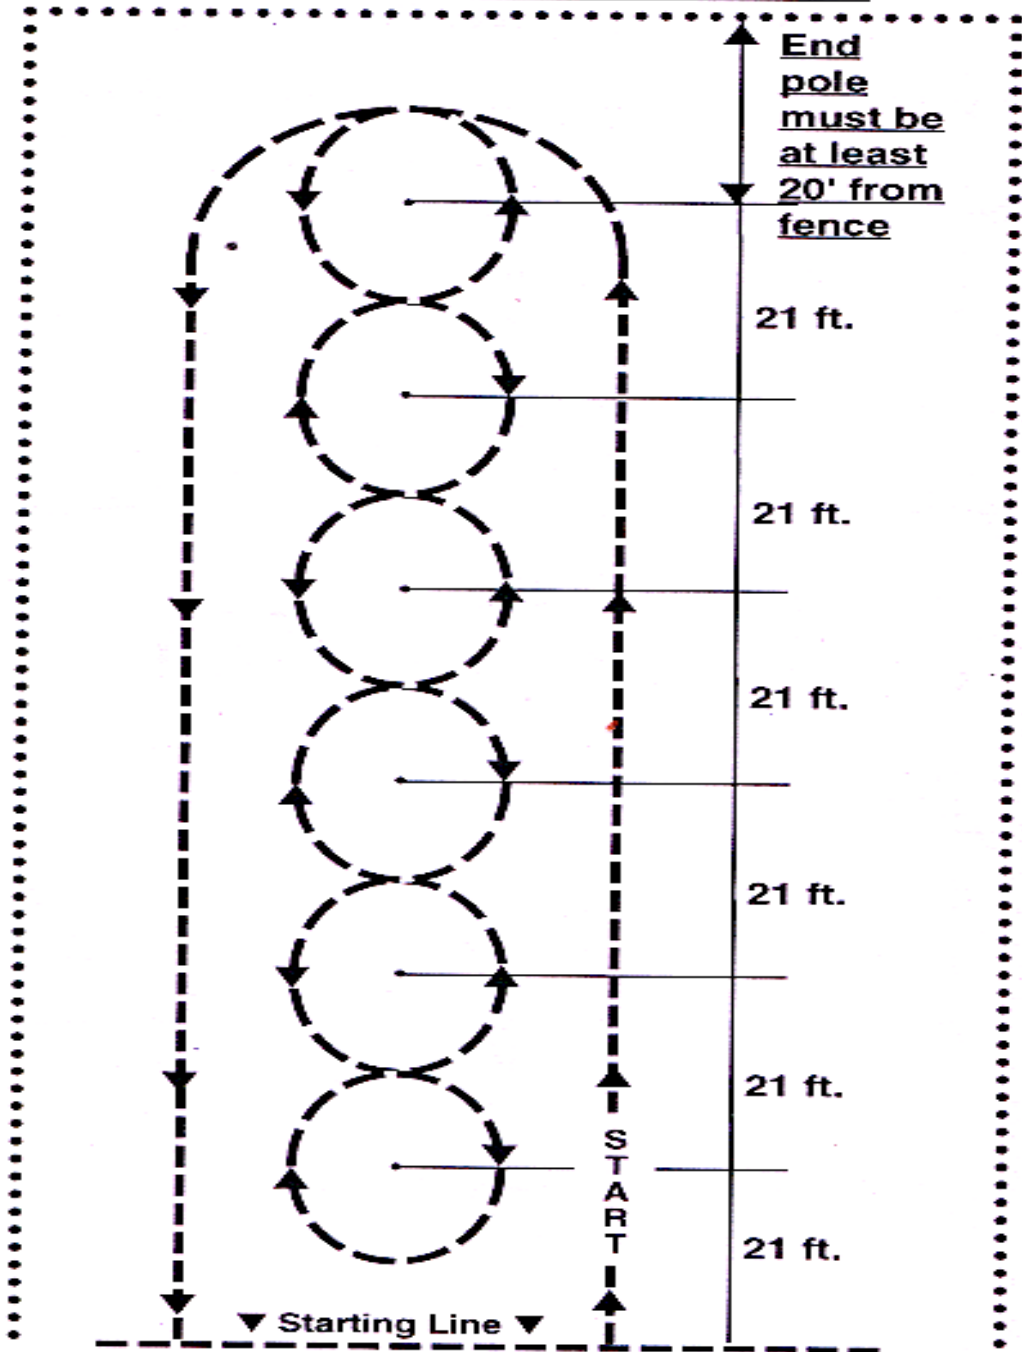 End
pole
must be
at least
20' from
fence
21 ft.
21 ft.
21 ft.
21 ft.
21 ft.
START
21 ft.
Starting Line